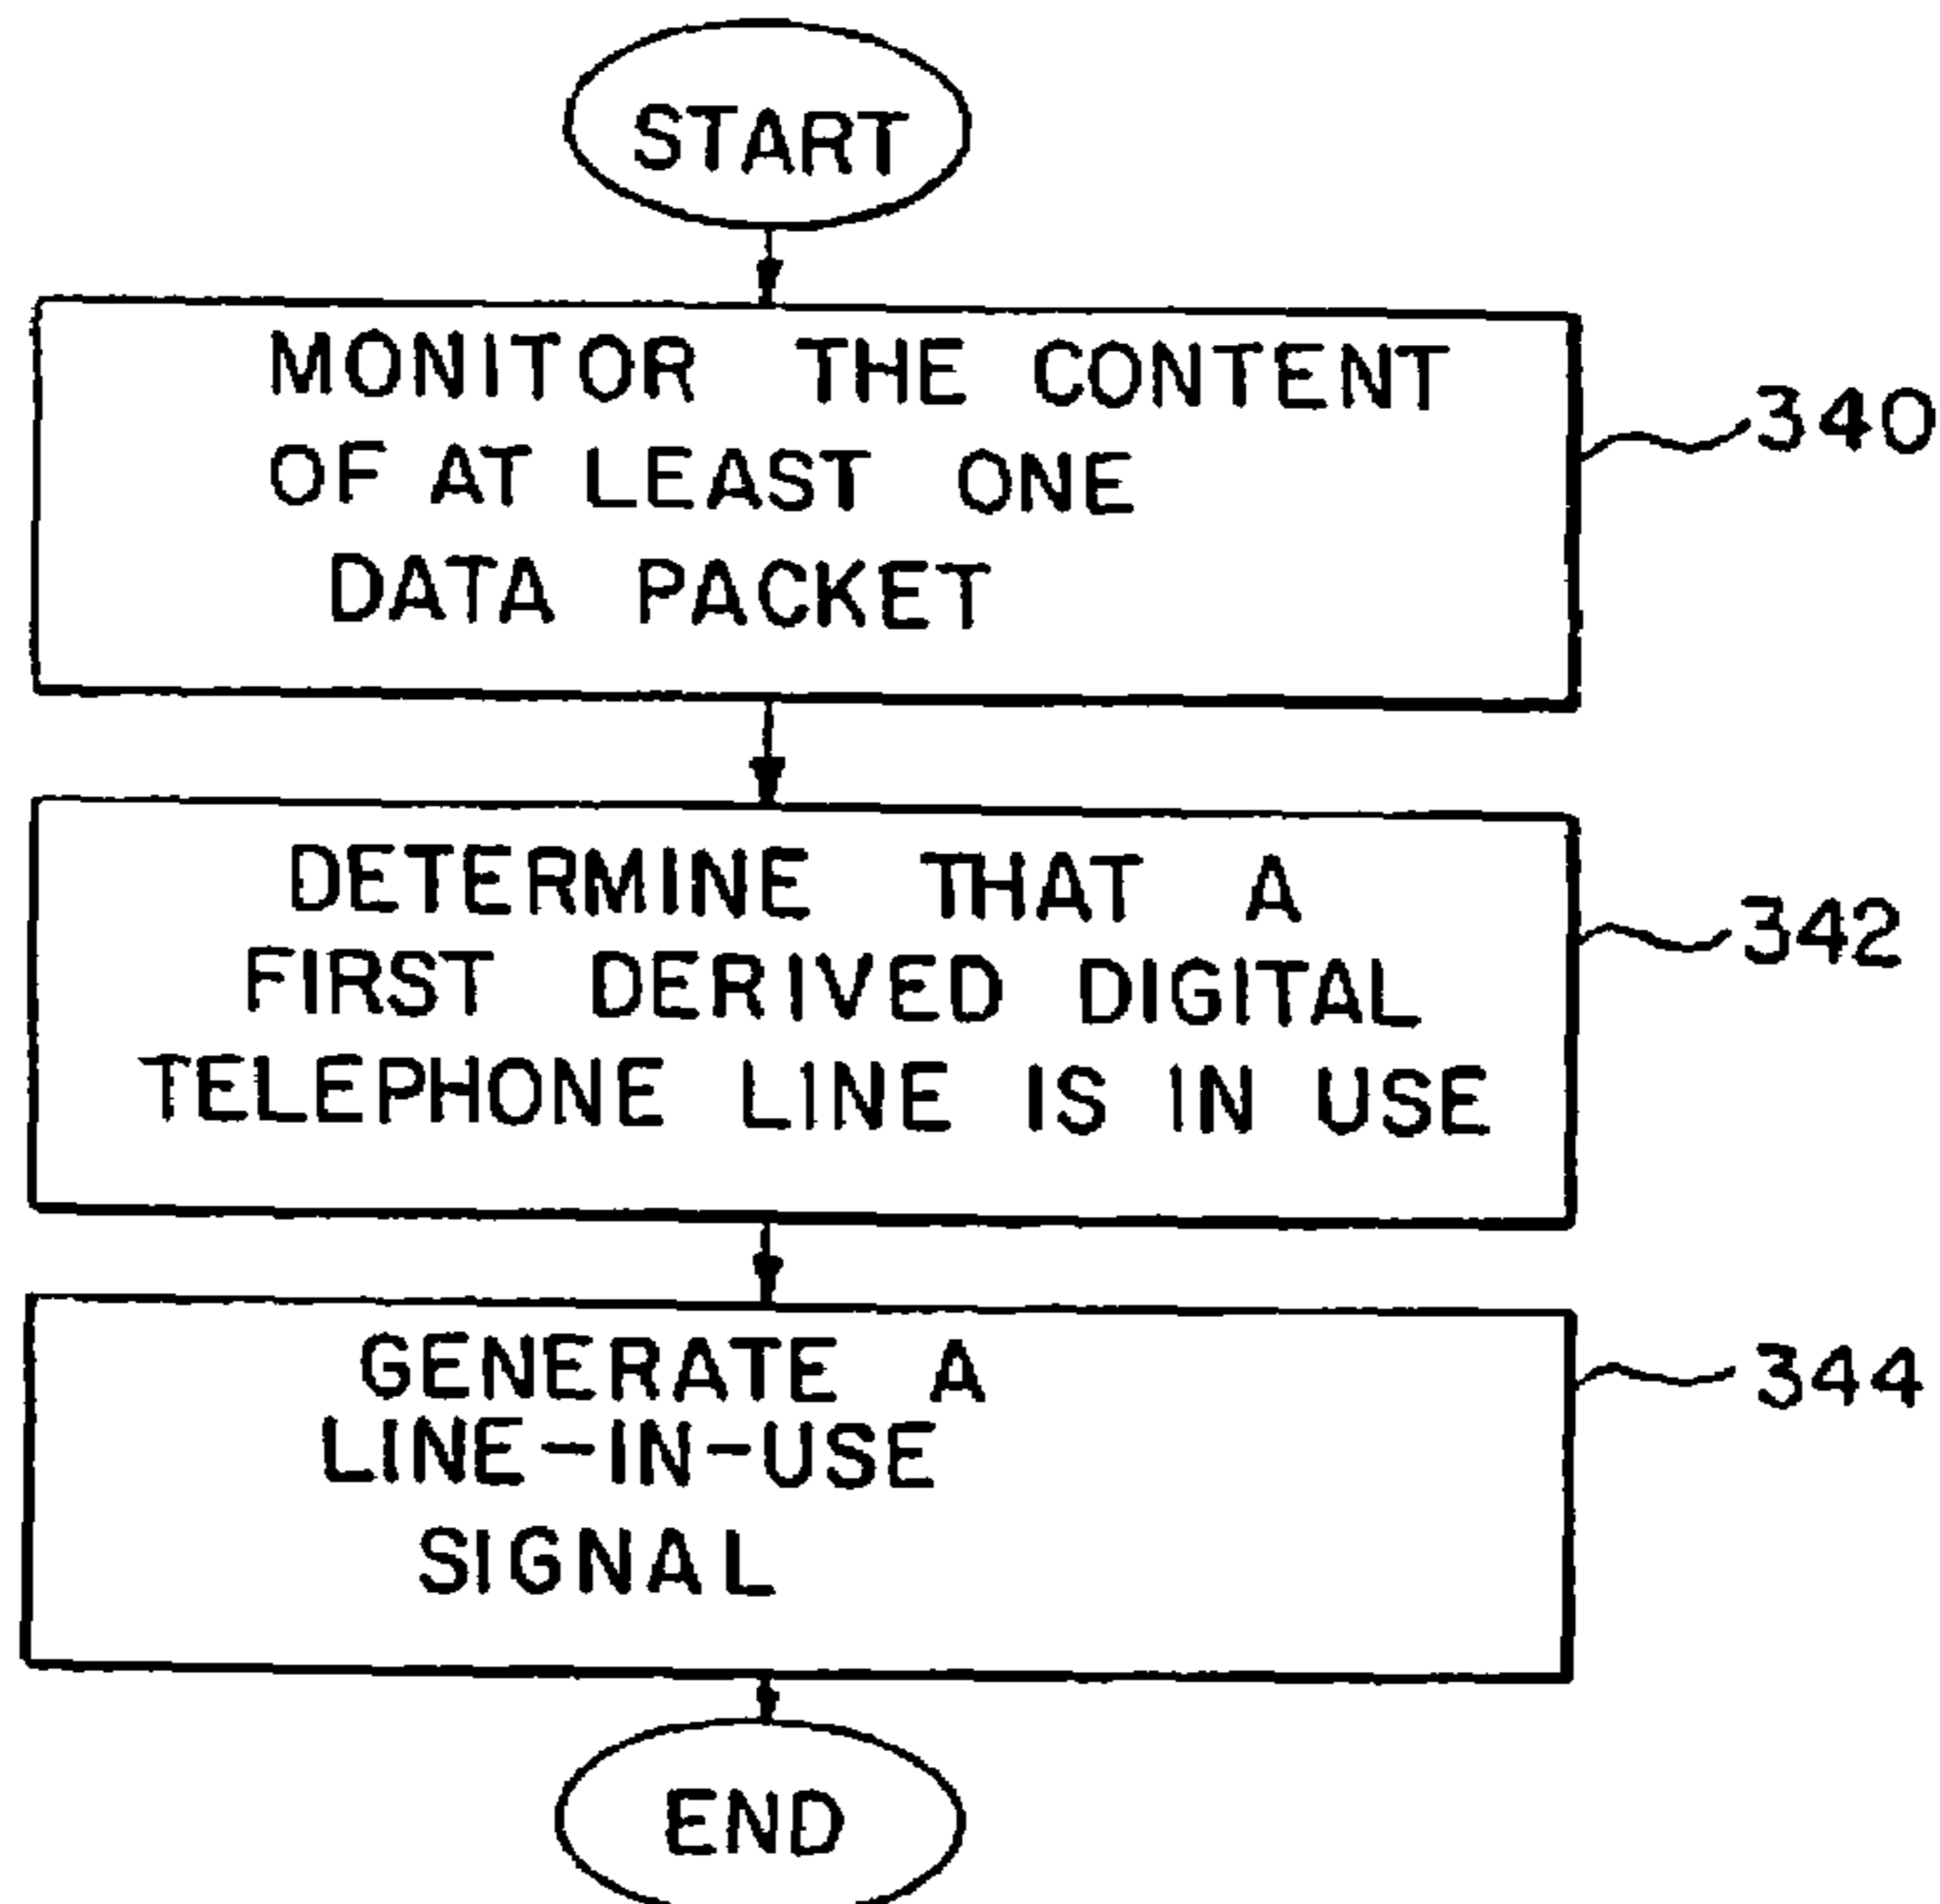 START
MONITOR THE CONTENT
OF AT LEAST ONE
DATA PACKET
340
DETERMINE THAT A
FIRST DERIVED DIGITAL
TELEPHONE LINE IS IN USE
342
GENERATE A
LINE-IN-USE
SIGNAL
344
END